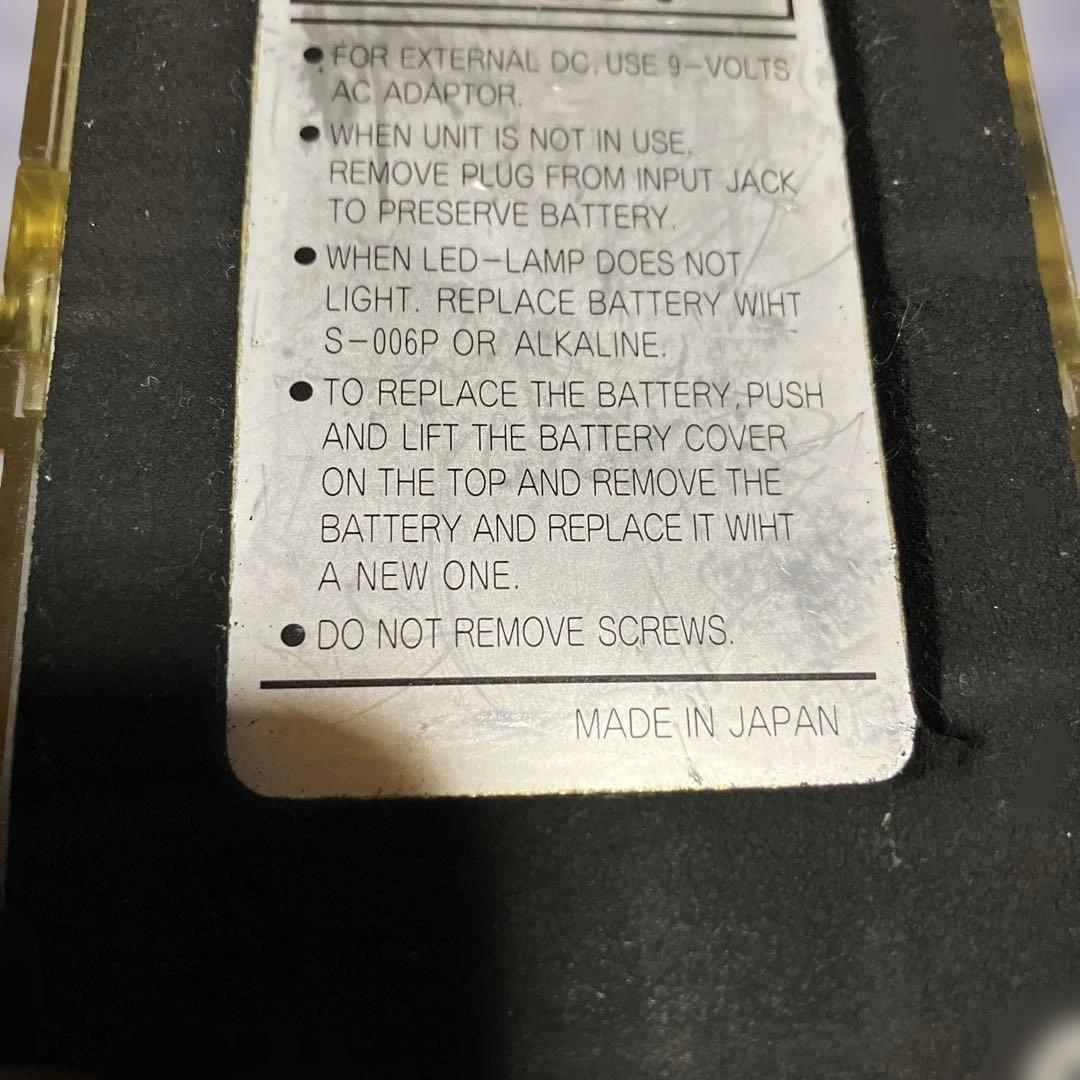 ● FOR EXTERNAL DC, USE 9-VOLTS
AC ADAPTOR.
● WHEN UNIT IS NOT IN USE,
REMOVE PLUG FROM INPUT JACK
TO PRESERVE BATTERY.
● WHEN LED-LAMP DOES NOT
LIGHT. REPLACE BATTERY WIHT
S-006P OR ALKALINE.
● TO REPLACE THE BATTERY, PUSH
AND LIFT THE BATTERY COVER
ON THE TOP AND REMOVE THE
BATTERY AND REPLACE IT WIHT
A NEW ONE.
● DO NOT REMOVE SCREWS.
MADE IN JAPAN